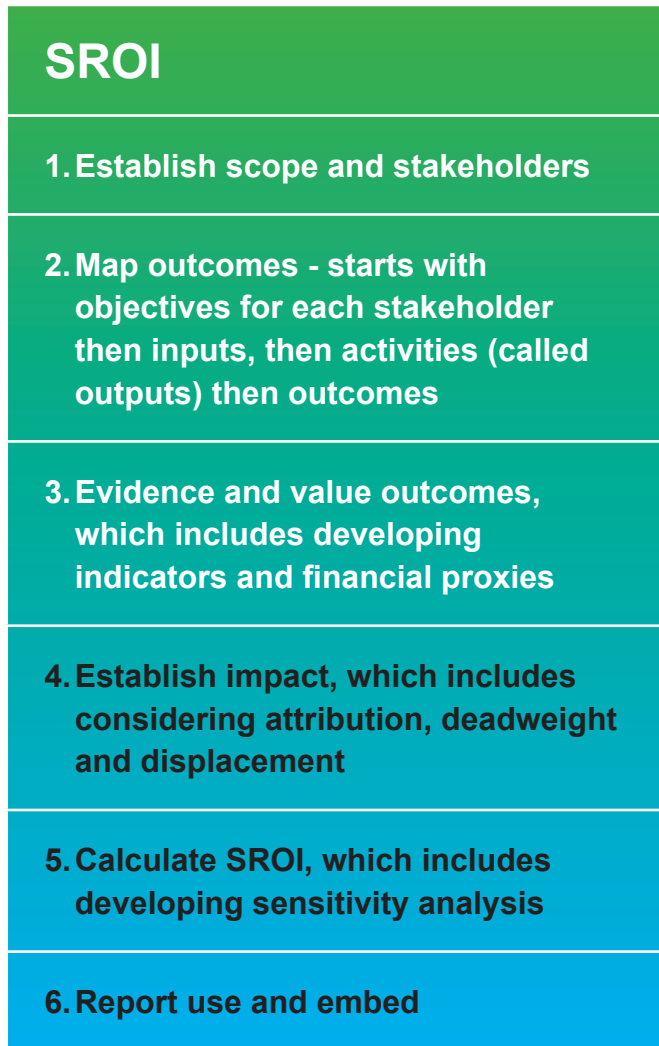 SROI
1. Establish scope and stakeholders
2. Map outcomes - starts with
objectives for each stakeholder
then inputs, then activities (called
outputs) then outcomes
3. Evidence and value outcomes,
which includes developing
indicators and financial proxies
4. Establish impact, which includes
considering attribution, deadweight
and displacement
5. Calculate SROI, which includes
developing sensitivity analysis
6. Report use and embed